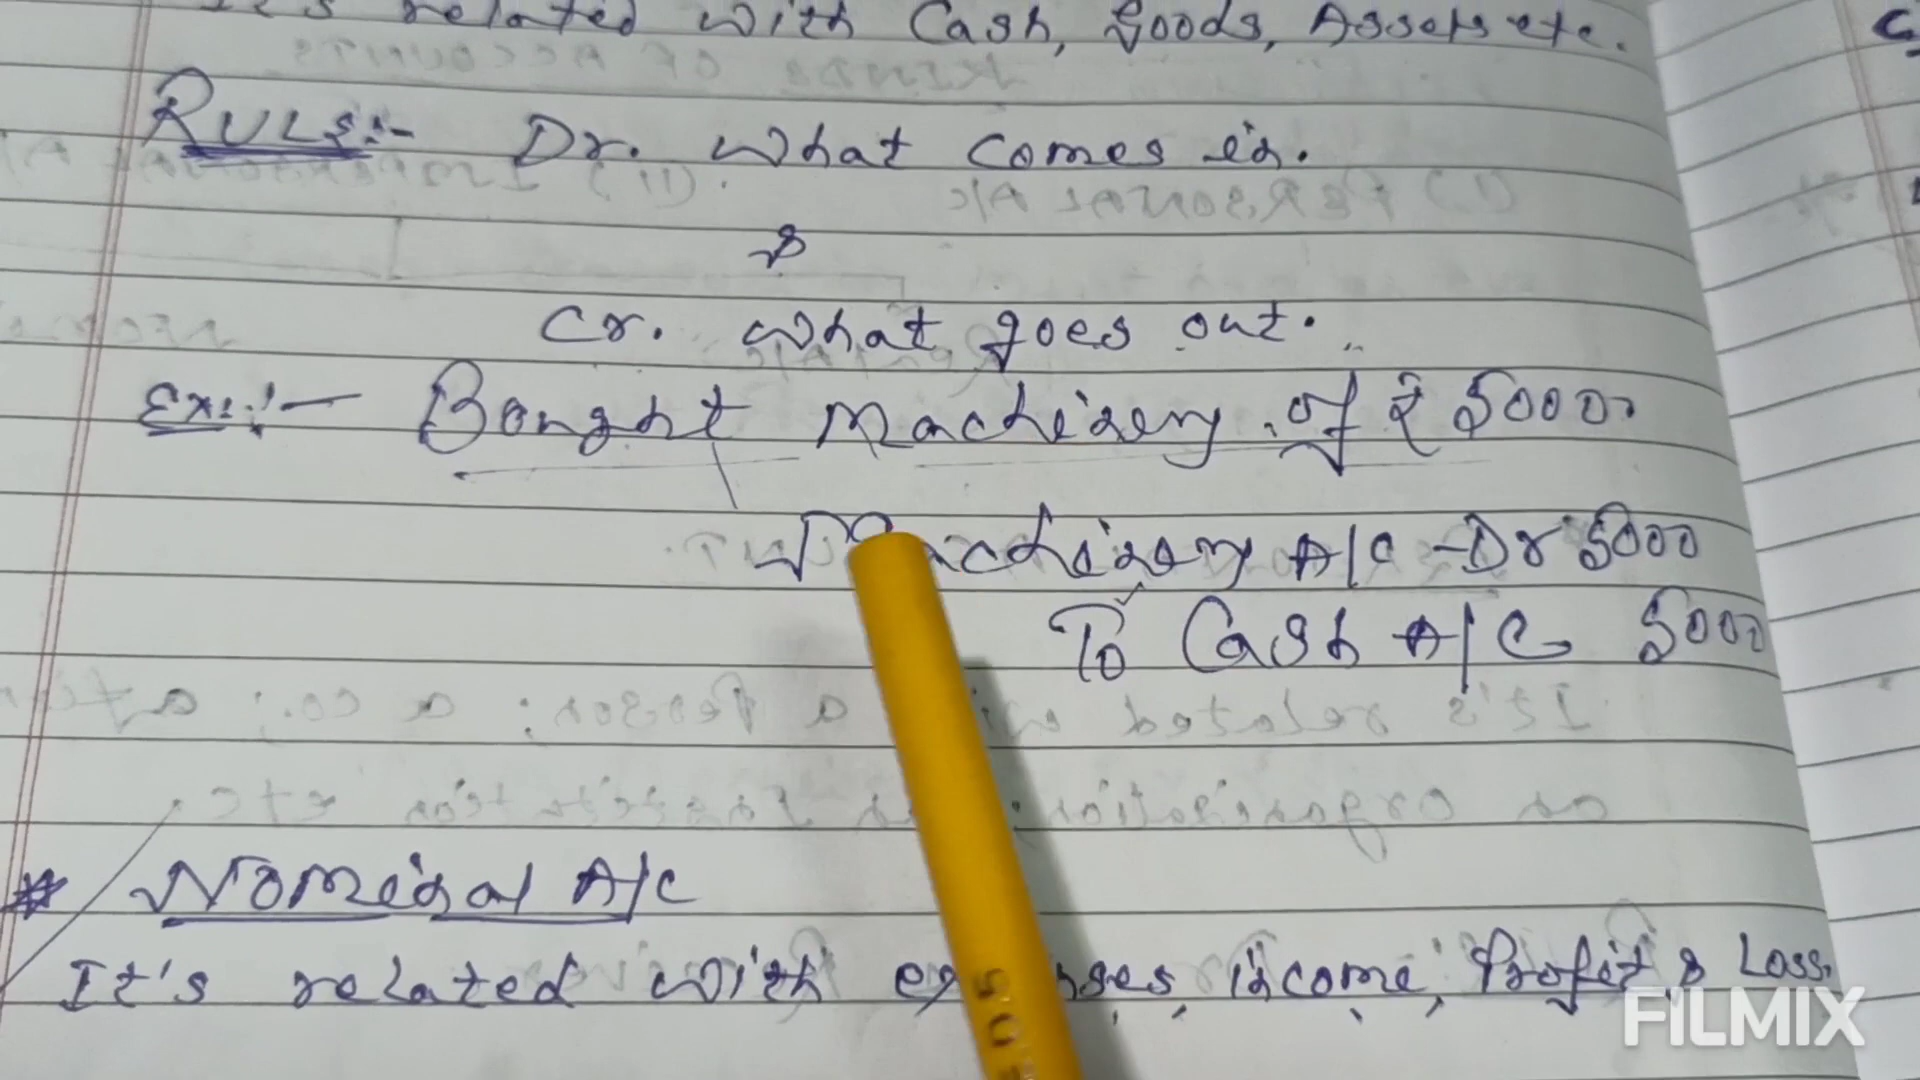 It's related with Cash, Goods, Assets etc.
RULE:- Dr. What comes in.
&
Cr. What goes out.
Ex:- Bought Machinery of ₹ 5000
Machinery A/C - Dr 5000
To Cash A/C 5000
* Nominal A/C
It's related with expenses, income, Profit & Loss.
505
FILMIX